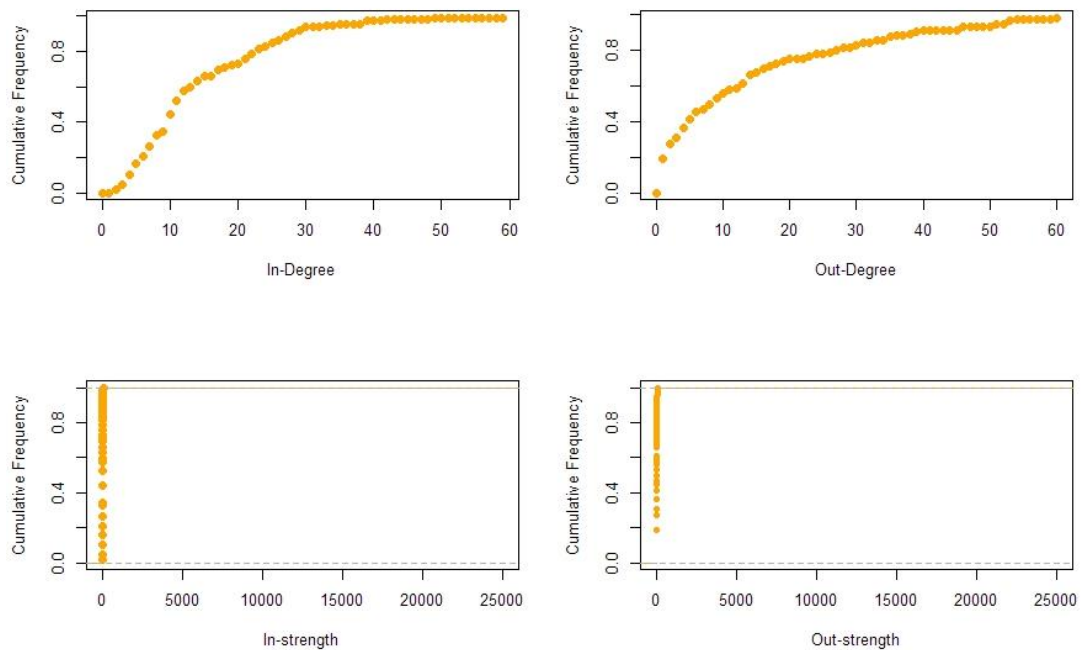 Cumulative Frequency
0.0 0.4 0.8
0 10 20 30 40 50 60
In-Degree
Cumulative Frequency
0.0 0.4 0.8
0 10 20 30 40 50 60
Out-Degree
Cumulative Frequency
0.0 0.4 0.8
0 5000 10000 15000 20000 25000
In-strength
Cumulative Frequency
0.0 0.4 0.8
0 5000 10000 15000 20000 25000
Out-strength